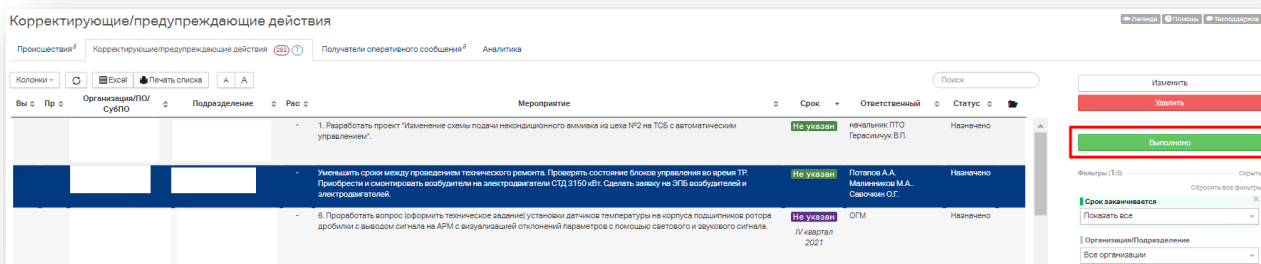 Корректирующие/предупреждающие действия
Легенда Помощь Техподдержка
Происшествия Корректирующие/предупреждающие действия 292 7 Получатели оперативного сообщения Аналитика
Колонки Excel Печать списка A A Поиск
Изменить
Удалить
Выполнено
Вы Пр Организация/ПО/СубПО Подразделение Рас Мероприятие Срок Ответственный Статус
- 1. Разработать проект "Изменение схемы подачи некондиционного аммиака из цеха №2 на ТСБ с автоматическим Не указан начальник ПТО Назначено
управлением". Герасимчук В.П.
- Уменьшить сроки между проведением технического ремонта. Проверять состояние блоков управления во время ТР. Не указан Потапов А.А. Назначено
Приобрести и смонтировать возбудители на электродвигатели СТД 3150 кВт. Сделать заявку на ЭПБ возбудителей и Малинников М.А..
электродвигателей. Савочкин О.Г.
- 6. Проработать вопрос (оформить техническое задание) установки датчиков температуры на корпуса подшипников ротора Не указан ОГМ Назначено
дробилки с выводом сигнала на АРМ с визуализацией отклонений параметров с помощью светового и звукового сигнала. IV квартал
2021
Фильтры (1/8) Скрыть
Сбросить все фильтры
Срок заканчивается
Показать все
Организация/Подразделение
Все организации